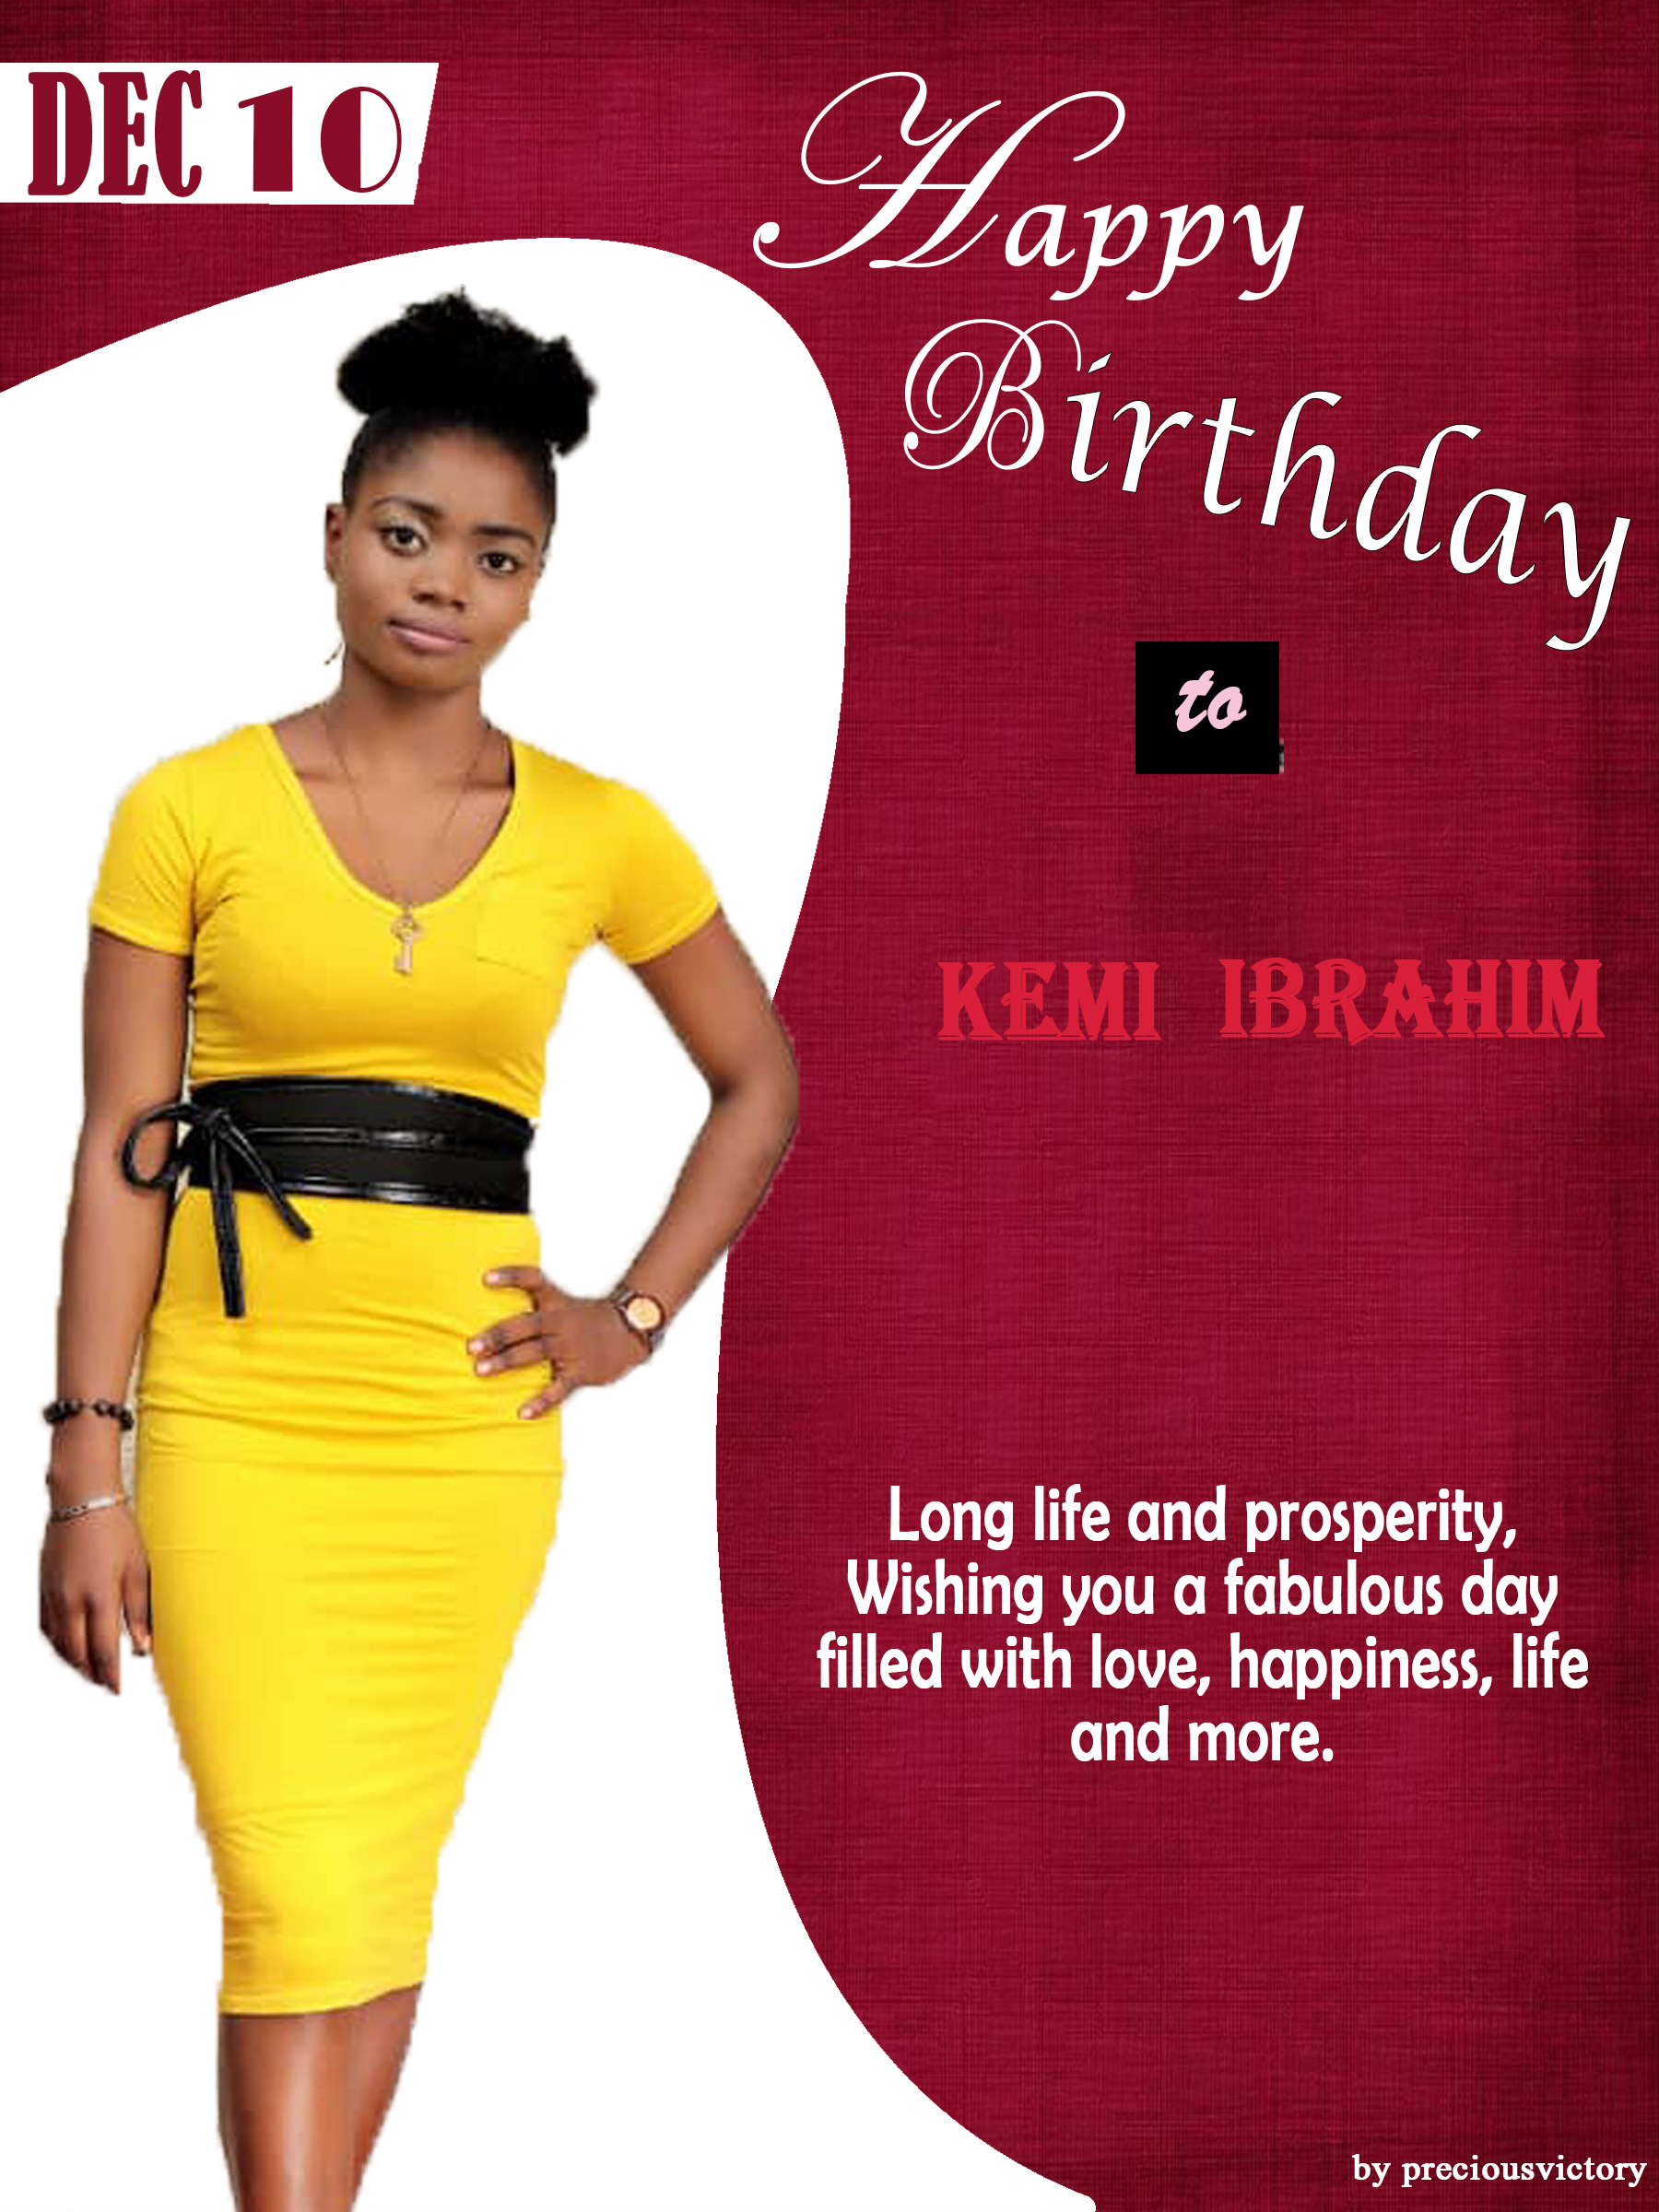 DEC 10
Happy
Birthday
to
KEMI IBRAHIM
Long life and prosperity,
Wishing you a fabulous day
filled with love, happiness, life
and more.
by preciousvictory